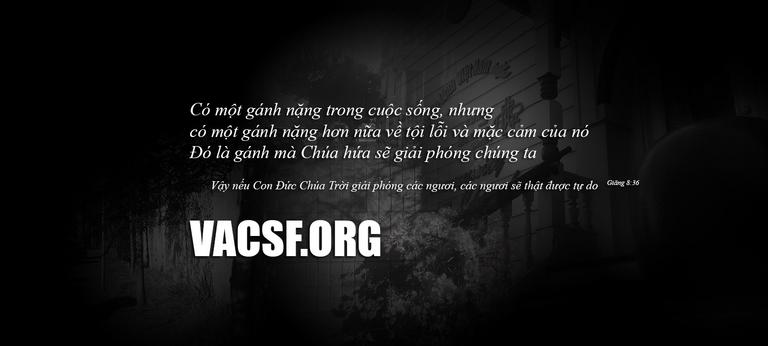 Có một gánh nặng trong cuộc sống, nhưng
có một gánh nặng hơn nữa về tội lỗi và mặc cảm của nó
Đó là gánh mà Chúa hứa sẽ giải phóng chúng ta
Vậy nếu Con Đức Chúa Trời giải phóng các ngươi, các ngươi sẽ thật được tự do Giăng 8:36
VACSF.ORG